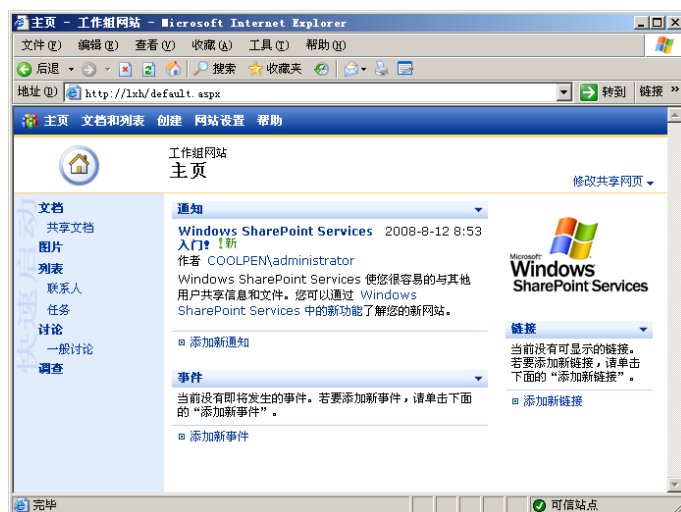 主页 - 工作组网站 - Microsoft Internet Explorer
文件(F) 编辑(E) 查看(V) 收藏(A) 工具(T) 帮助(H)
后退 搜索 收藏夹
地址(D) http://lxh/default.aspx 转到 链接 »
主页 文档和列表 创建 网站设置 帮助
工作组网站
主页
修改共享网页
快速启动
文档
共享文档
图片
列表
联系人
任务
讨论
一般讨论
调查
通知
Windows SharePoint Services 2008-8-12 8:53
入门! !新
作者 COOLPEN\administrator
Windows SharePoint Services 使您很容易的与其他
用户共享信息和文件。您可以通过 Windows
SharePoint Services 中的新功能了解您的新网站。
添加新通知
事件
当前没有即将发生的事件。若要添加新事件，请单击下面
的“添加新事件”。
添加新事件
Microsoft
Windows
SharePoint Services
链接
当前没有可显示的链接。
若要添加新链接，请单击
下面的“添加新链接”。
添加新链接
完毕 可信站点